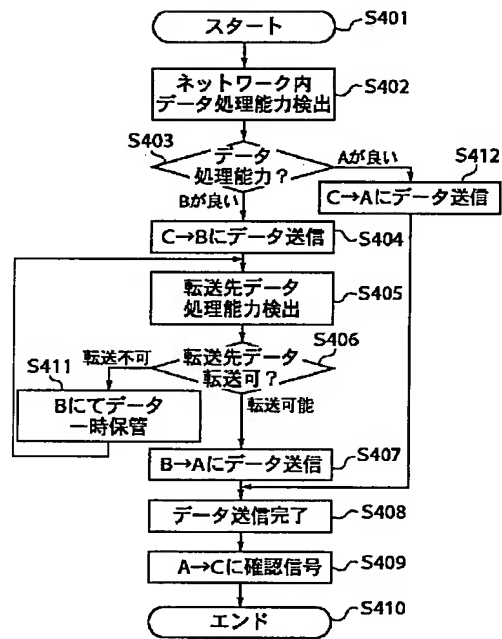 スタート
S401
ネットワーク内
データ処理能力検出
S402
S403
データ
処理能力?
Aが良い
S412
Bが良い
C→Aにデータ送信
C→Bにデータ送信
S404
転送先データ
処理能力検出
S405
転送先データ
転送可?
S406
転送不可
S411
Bにてデータ
一時保管
転送可能
B→Aにデータ送信
S407
データ送信完了
S408
A→Cに確認信号
S409
エンド
S410